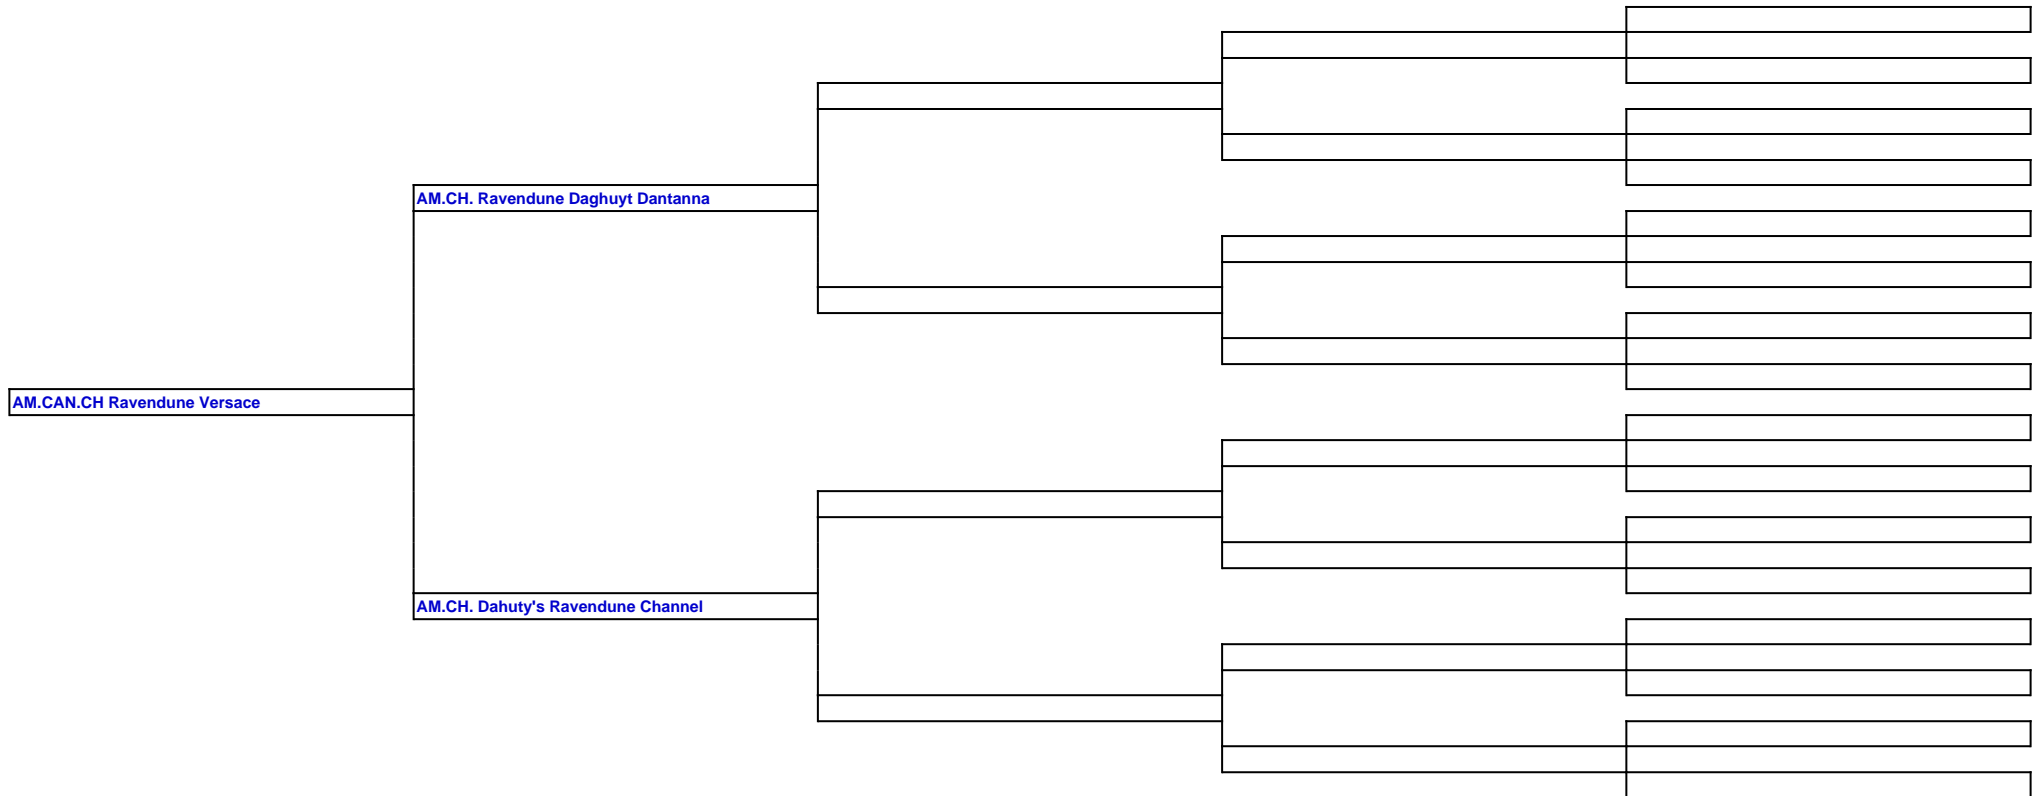 AM.CH. Ravendune Daghuyt Dantanna
AM.CAN.CH Ravendune Versace
AM.CH. Dahuty's Ravendune Channel